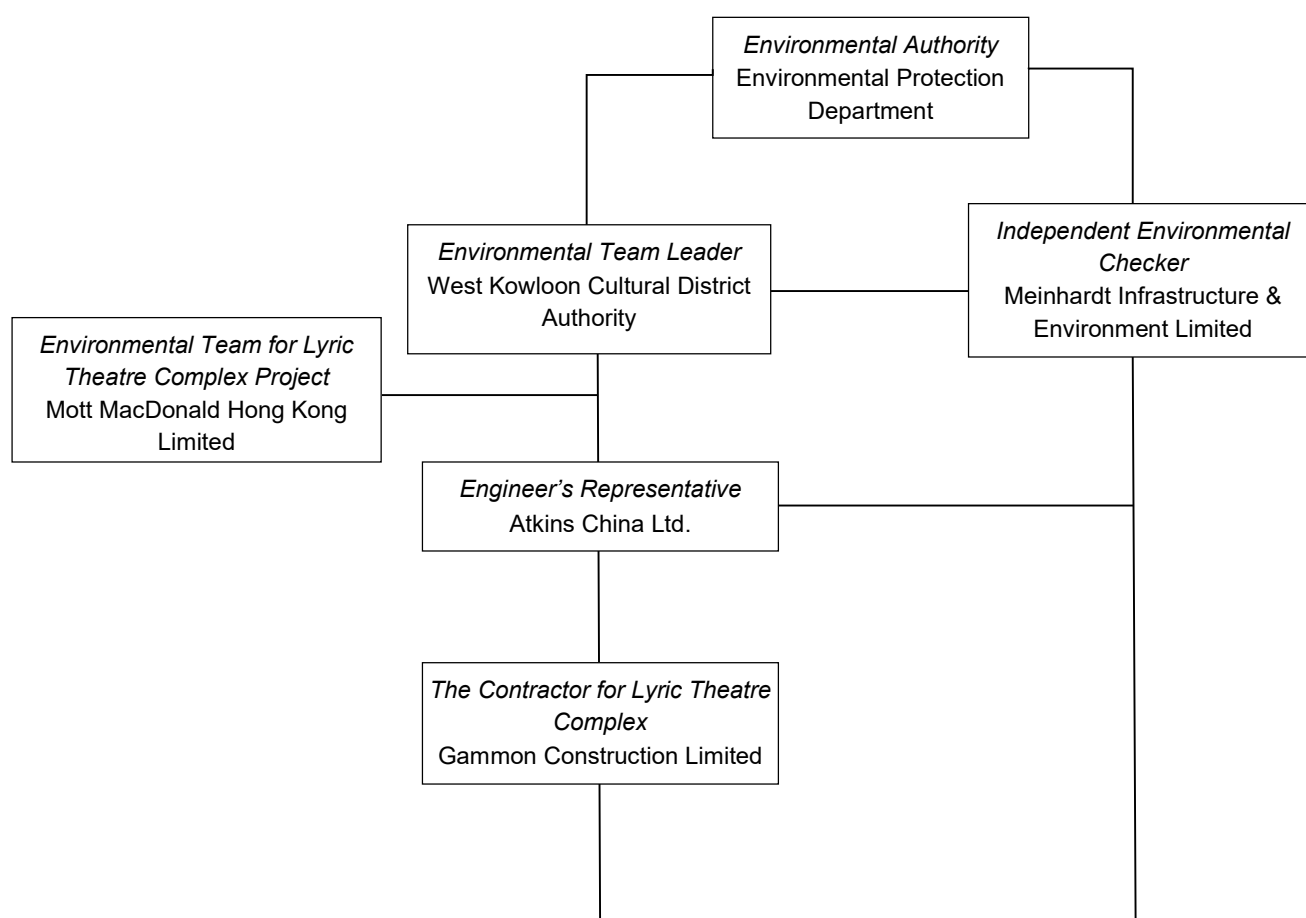 Environmental Authority
Environmental Protection
Department
Environmental Team Leader
West Kowloon Cultural District
Authority
Independent Environmental
Checker
Meinhardt Infrastructure &
Environment Limited
Environmental Team for Lyric
Theatre Complex Project
Mott MacDonald Hong Kong
Limited
Engineer’s Representative
Atkins China Ltd.
The Contractor for Lyric Theatre
Complex
Gammon Construction Limited